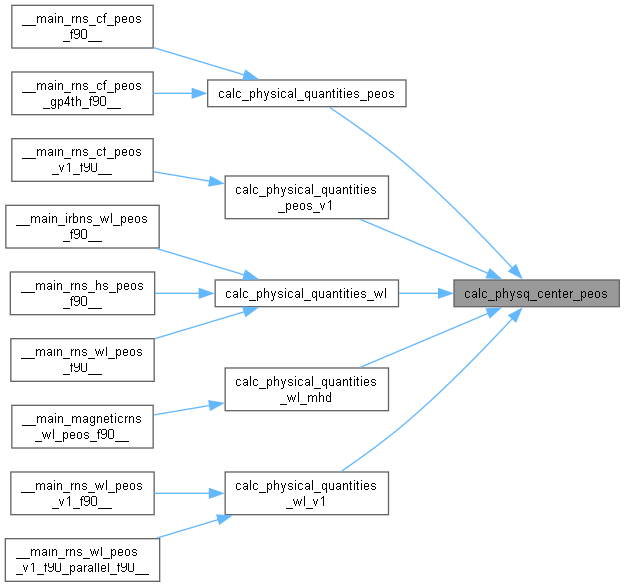 __main_rns_cf_peos
_f90__
__main_rns_cf_peos
_gp4th_f90__
calc_physical_quantities_peos
__main_rns_cf_peos
_v1_f90__
calc_physical_quantities
_peos_v1
__main_irbns_wl_peos
_f90__
__main_rns_hs_peos
_f90__
calc_physical_quantities_wl
calc_physq_center_peos
__main_rns_wl_peos
_f90__
calc_physical_quantities
_wl_mhd
__main_magneticrns
_wl_peos_f90__
__main_rns_wl_peos
_v1_f90__
calc_physical_quantities
_wl_v1
__main_rns_wl_peos
_v1_f90_parallel_f90__